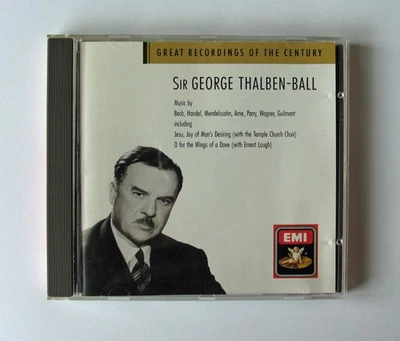 GREAT RECORDINGS OF THE CENTURY
SIR GEORGE THALBEN-BALL
Music by
Bach, Handel, Mendelssohn, Arne, Parry, Wagner, Guilmant
including
Jesu, Joy of Man's Desiring (with the Temple Church Choir)
O for the Wings of a Dove (with Ernest Lough)
EMI